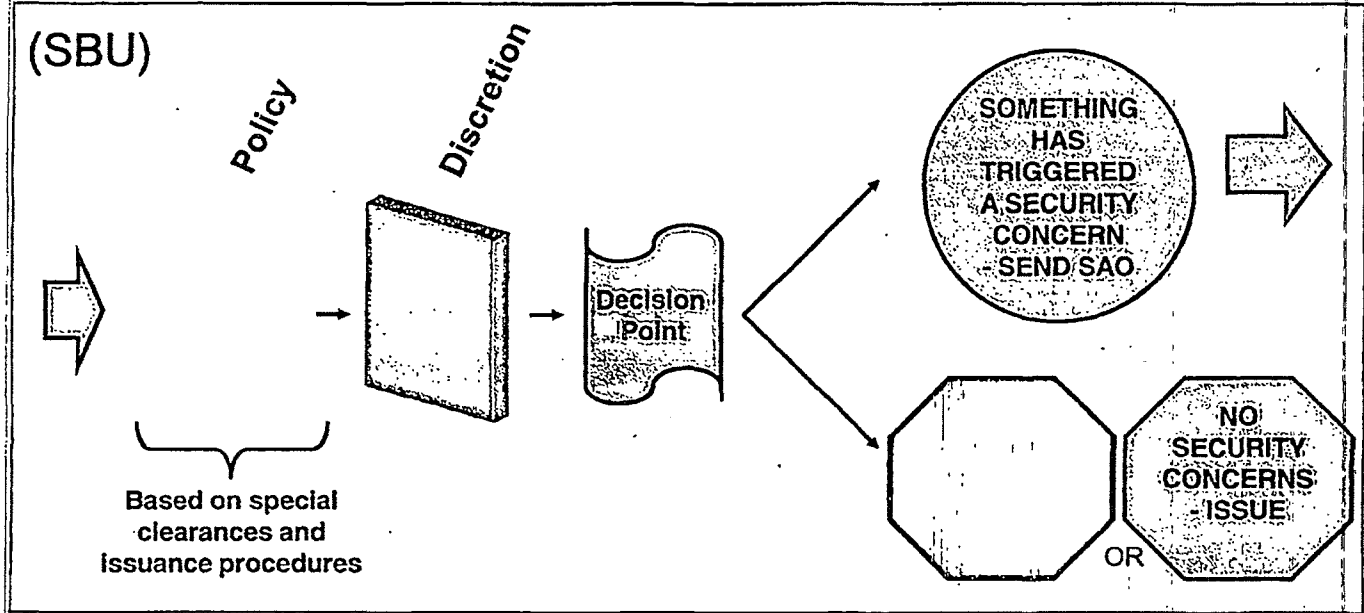 (SBU)
Policy
Discretion
Decision
Point
SOMETHING
HAS
TRIGGERED
A SECURITY
CONCERN
- SEND SAO
NO
SECURITY
CONCERNS
- ISSUE
OR
Based on special
clearances and
issuance procedures